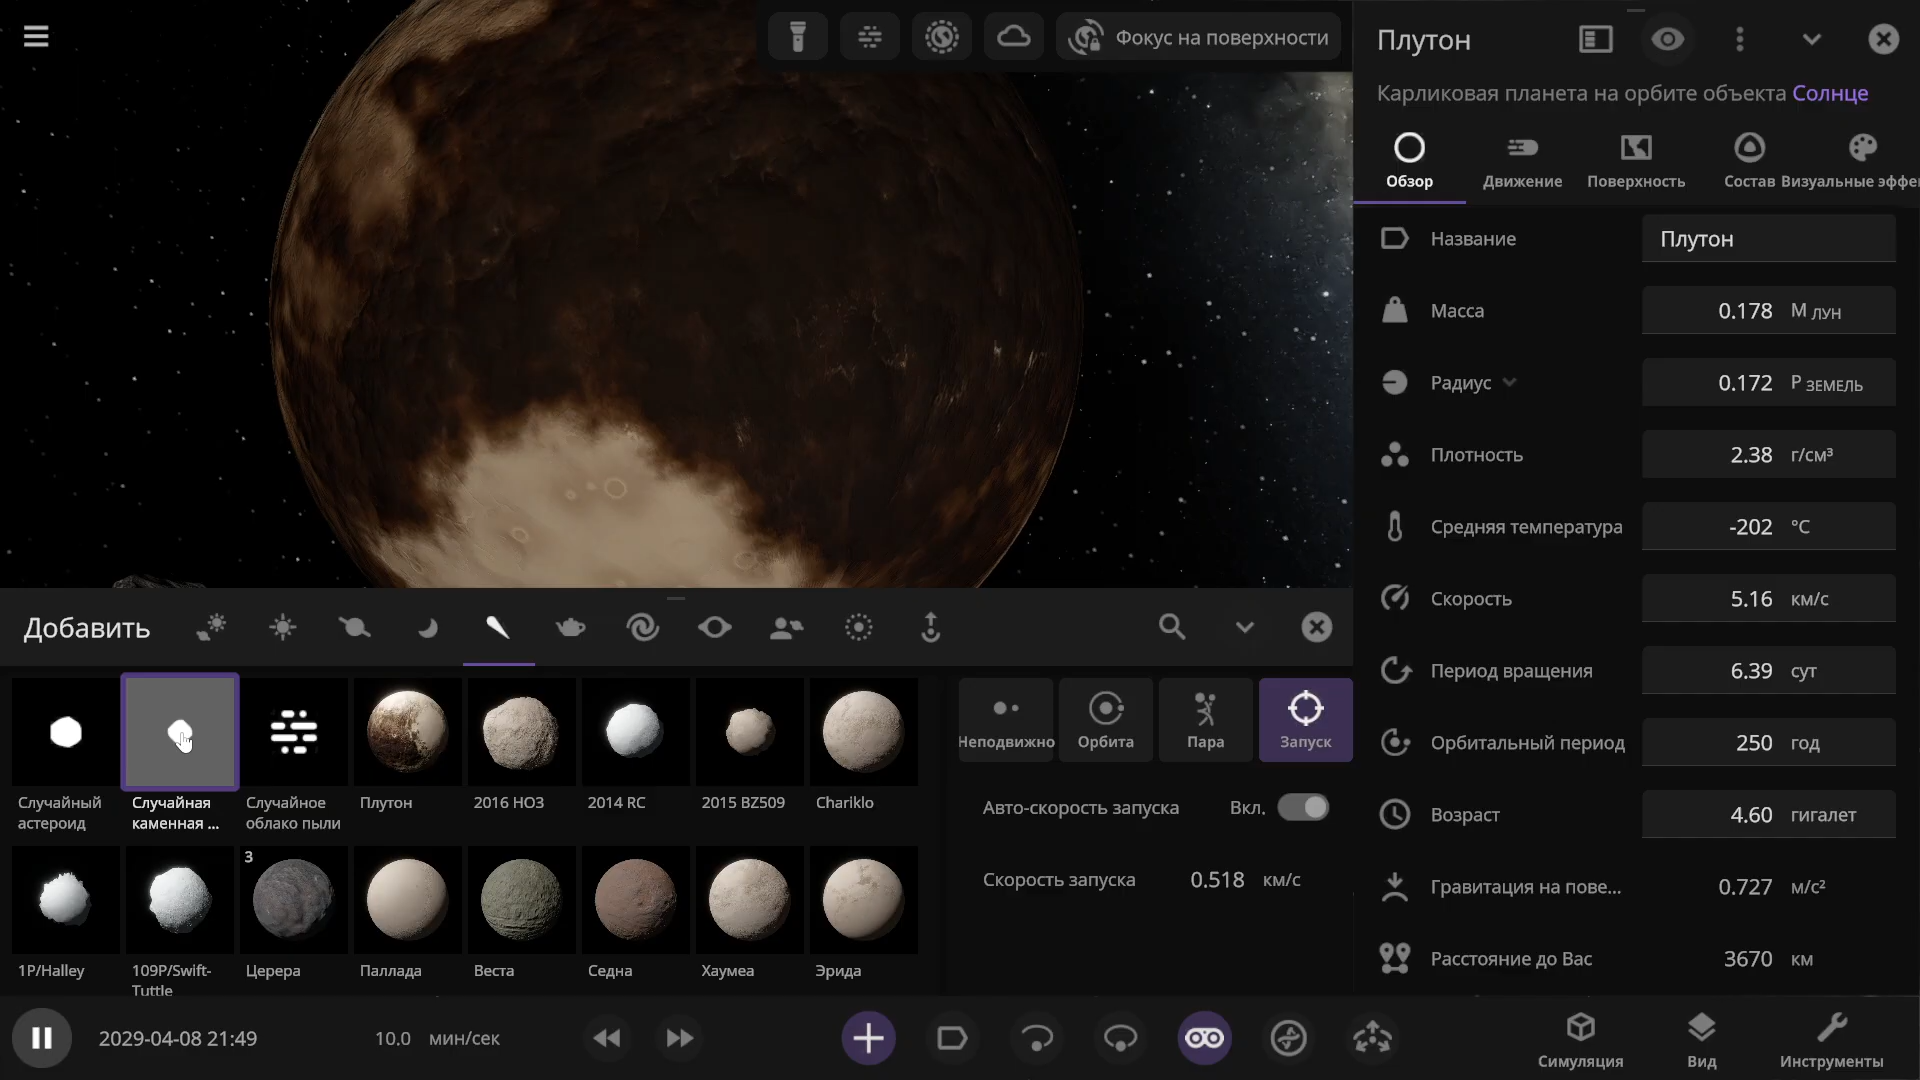 Фокус на поверхности
Плутон
Карликовая планета на орбите объекта Солнце
Обзор
Движение
Поверхность
Состав
Визуальные эффе
Название
Плутон
Масса
0.178 М ЛУН
Радиус
0.172 Р ЗЕМЕЛЬ
Плотность
2.38 г/см³
Средняя температура
-202 °C
Скорость
5.16 км/с
Период вращения
6.39 сут
Орбитальный период
250 год
Возраст
4.60 гигалет
Гравитация на пове...
0.727 м/с²
Расстояние до Вас
3670 км
Добавить
Случайный
астероид
Случайная
каменная ...
Случайное
облако пыли
Плутон
2016 HO3
2014 RC
2015 BZ509
Chariklo
1P/Halley
109P/Swift-
Tuttle
3
Церера
Паллада
Веста
Седна
Хаумеа
Эрида
Неподвижно
Орбита
Пара
Запуск
Авто-скорость запуска
Вкл.
Скорость запуска
0.518 км/с
2029-04-08 21:49
10.0 мин/сек
Симуляция
Вид
Инструменты